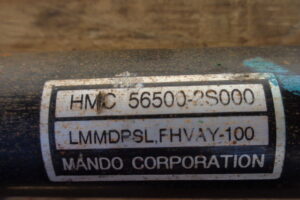 HMC 56500-2S000
LMMDPSL,FHVAY-100
MANDO CORPORATION